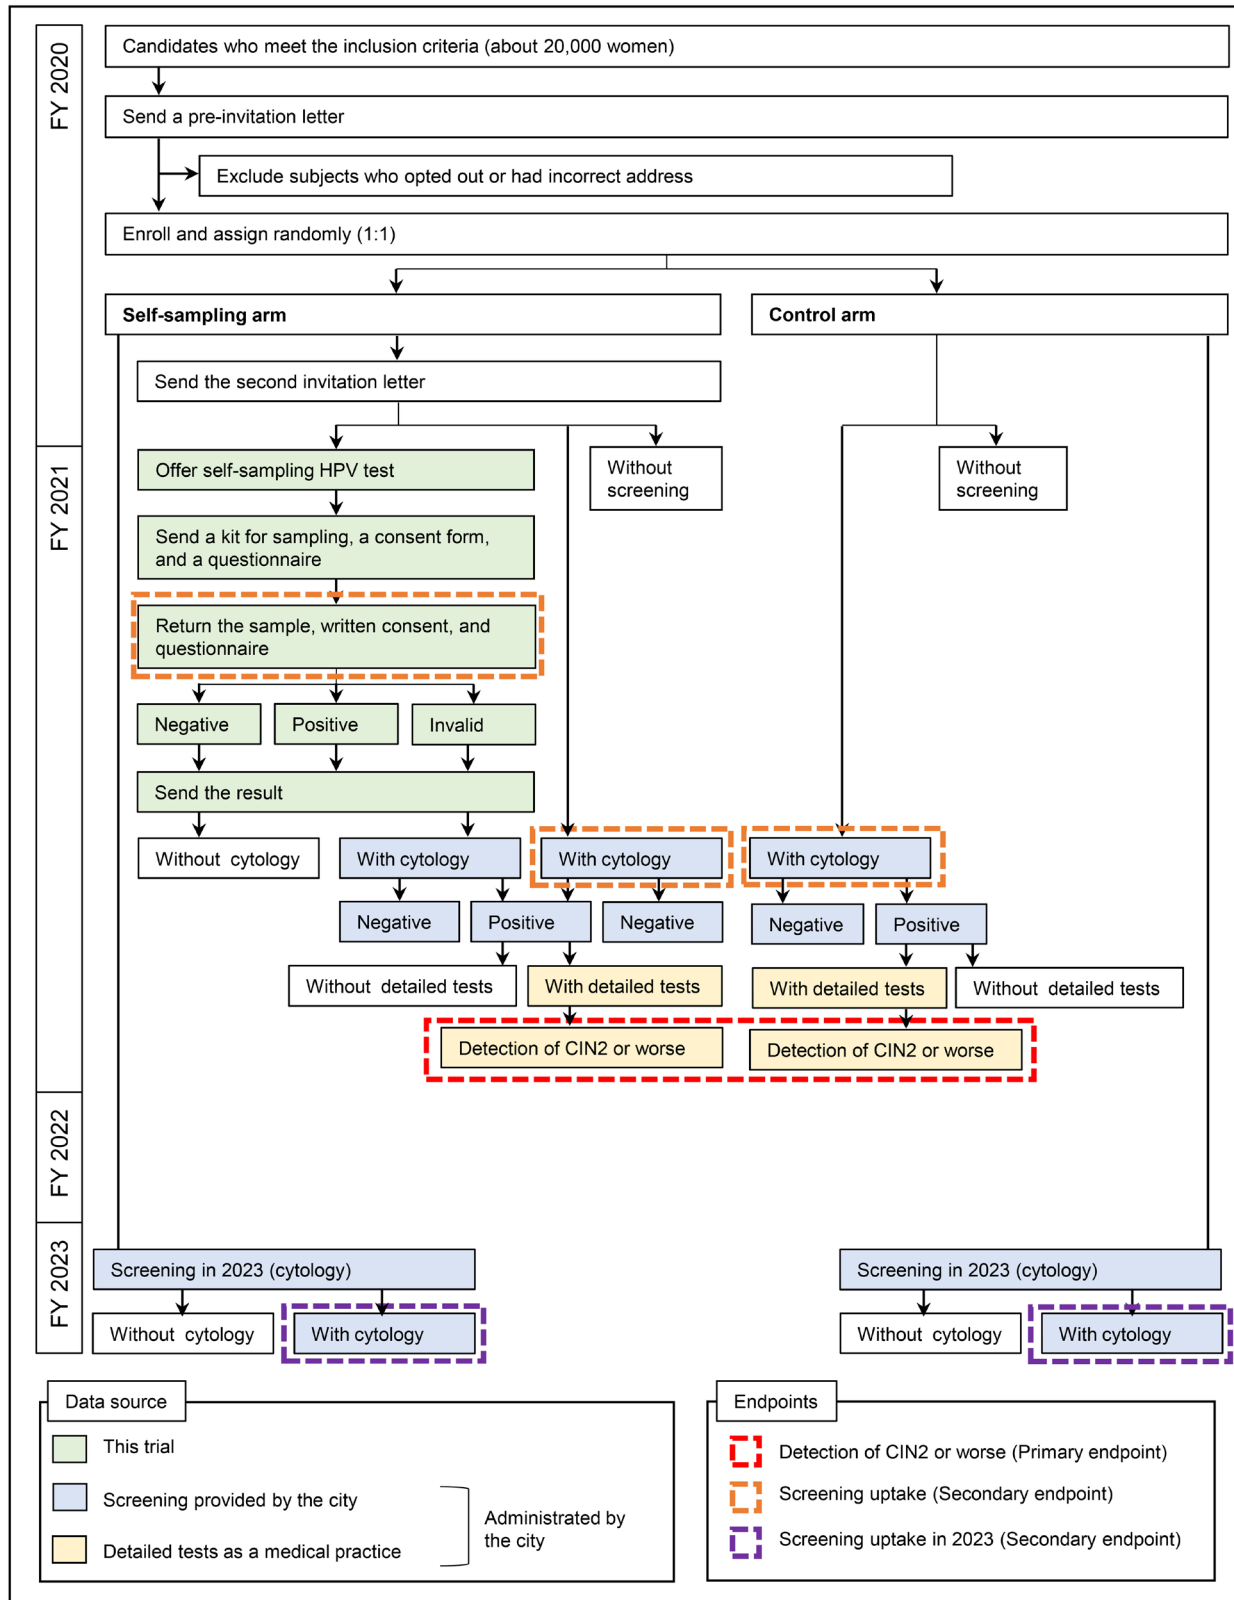 FY 2020
Candidates who meet the inclusion criteria (about 20,000 women)
Send a pre-invitation letter
Exclude subjects who opted out or had incorrect address
Enroll and assign randomly (1:1)
Self-sampling arm
Control arm
Send the second invitation letter
FY 2021
Offer self-sampling HPV test
Without
screening
Without
screening
Send a kit for sampling, a consent form,
and a questionnaire
Return the sample, written consent, and
questionnaire
Negative
Positive
Invalid
Send the result
Without cytology
With cytology
With cytology
With cytology
Negative
Positive
Negative
Negative
Positive
Without detailed tests
With detailed tests
With detailed tests
Without detailed tests
Detection of CIN2 or worse
Detection of CIN2 or worse
FY 2022
FY 2023
Screening in 2023 (cytology)
Screening in 2023 (cytology)
Without cytology
With cytology
Without cytology
With cytology
Data source
This trial
Screening provided by the city
Detailed tests as a medical practice
Administrated by
the city
Endpoints
Detection of CIN2 or worse (Primary endpoint)
Screening uptake (Secondary endpoint)
Screening uptake in 2023 (Secondary endpoint)